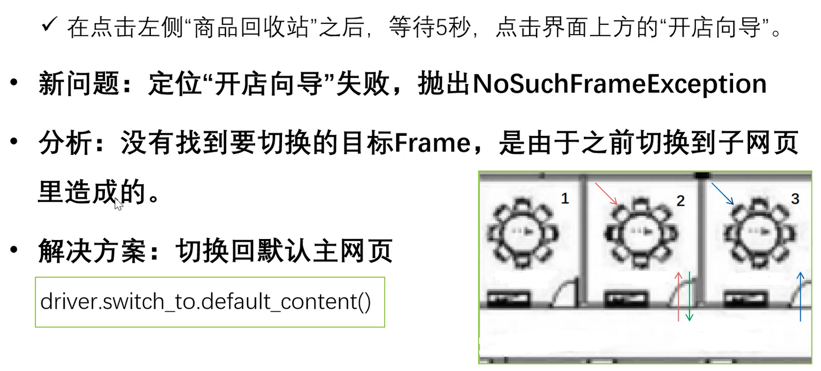 ✓ 在点击左侧“商品回收站”之后，等待5秒，点击界面上方的“开店向导”。
• 新问题：定位“开店向导”失败，抛出NoSuchFrameException
• 分析：没有找到要切换的目标Frame，是由于之前切换到子网页
里造成的。
• 解决方案：切换回默认主网页
driver.switch_to.default_content()
1
2
3